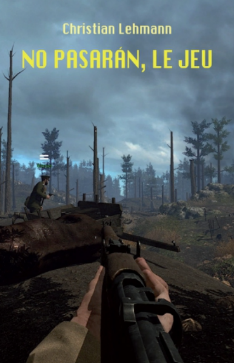 Christian Lehmann
NO PASARÁN, LE JEU